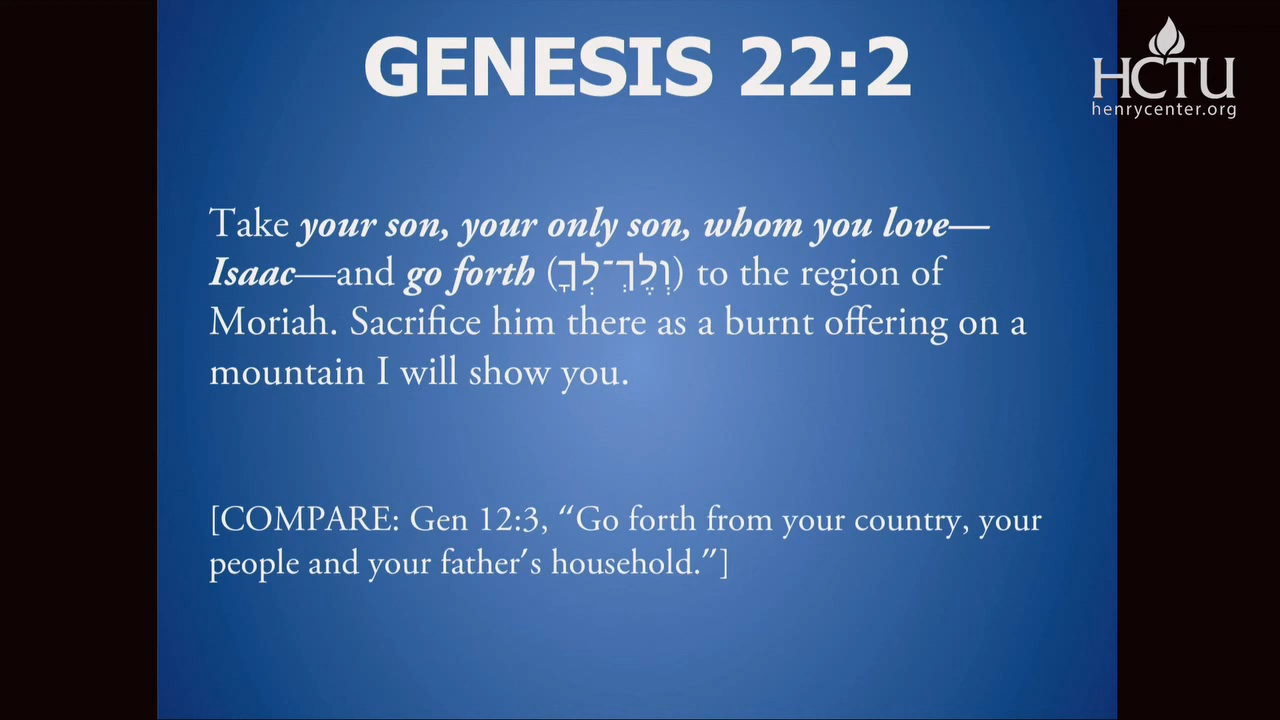 GENESIS 22:2
HCTU
henrycenter.org
Take your son, your only son, whom you love—
Isaac—and go forth (וְלֶךְ־לְךָ) to the region of
Moriah. Sacrifice him there as a burnt offering on a
mountain I will show you.
[COMPARE: Gen 12:3, “Go forth from your country, your
people and your father’s household.”]